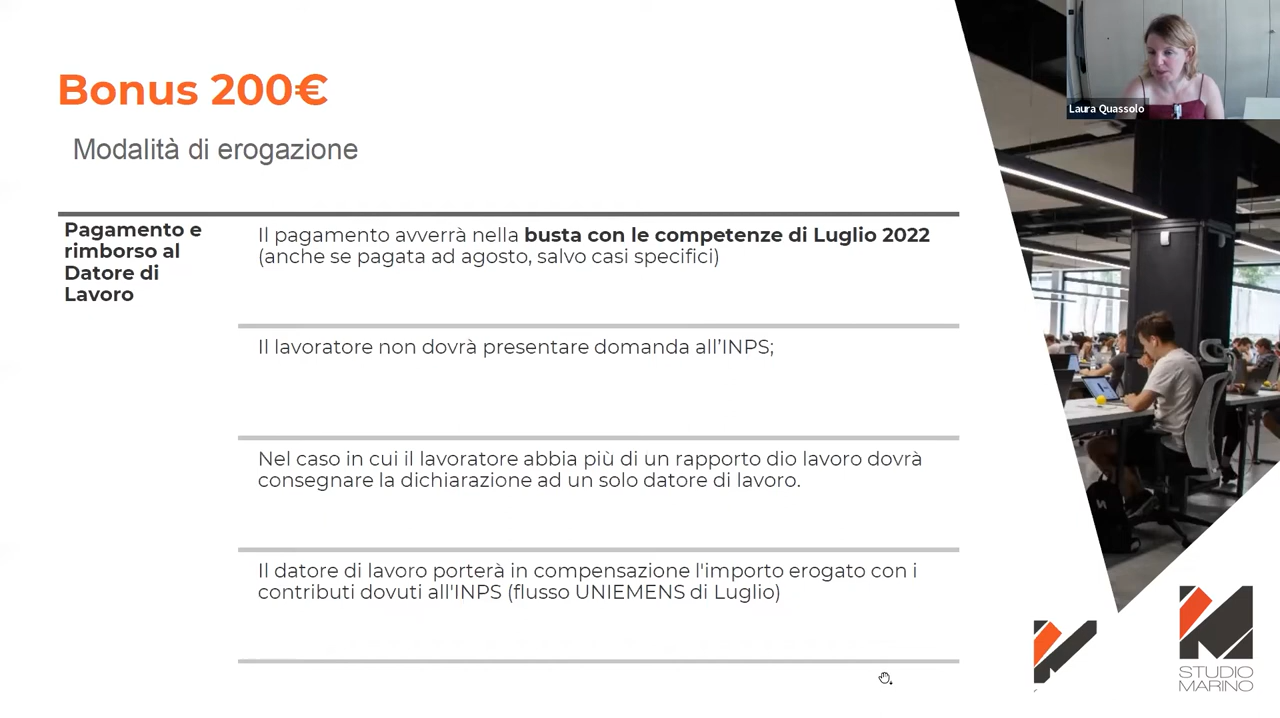 Bonus 200€
Modalità di erogazione
Pagamento e
rimborso al
Datore di
Lavoro
Il pagamento avverrà nella busta con le competenze di Luglio 2022
(anche se pagata ad agosto, salvo casi specifici)
Il lavoratore non dovrà presentare domanda all’INPS;
Nel caso in cui il lavoratore abbia più di un rapporto dio lavoro dovrà
consegnare la dichiarazione ad un solo datore di lavoro.
Il datore di lavoro porterà in compensazione l'importo erogato con i
contributi dovuti all'INPS (flusso UNIEMENS di Luglio)
Laura Quassolo
STUDIO
MARINO